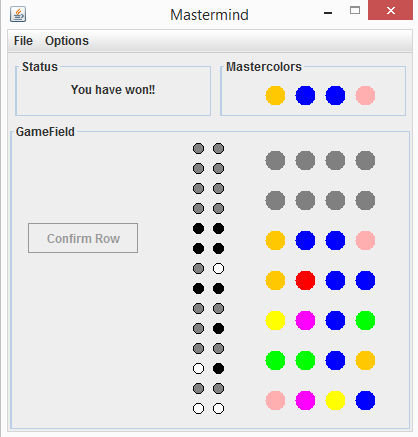 Mastermind
File Options
Status
You have won!!
Mastercolors
GameField
Confirm Row